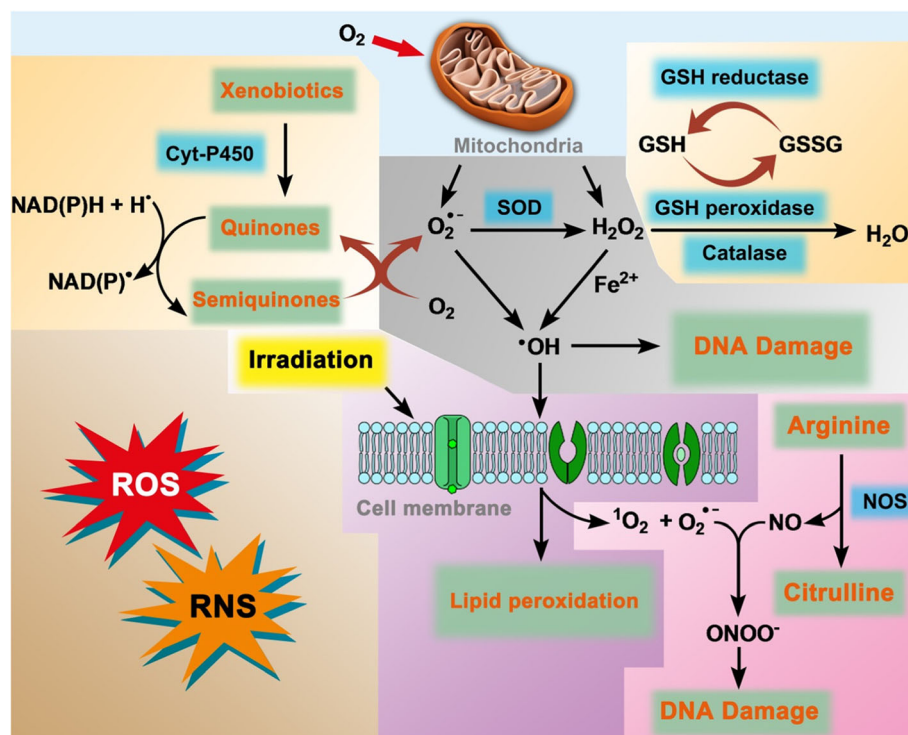 O₂
Mitochondria
Xenobiotics
Cyt-P450
NAD(P)H + H•
Quinones
NAD(P)•
Semiquinones
O₂•⁻
SOD
H₂O₂
O₂
Fe²⁺
•OH
DNA Damage
GSH reductase
GSH
GSSG
GSH peroxidase
Catalase
H₂O
Irradiation
Cell membrane
ROS
RNS
Lipid peroxidation
¹O₂ + O₂•⁻
NO
Arginine
NOS
Citrulline
ONOO⁻
DNA Damage